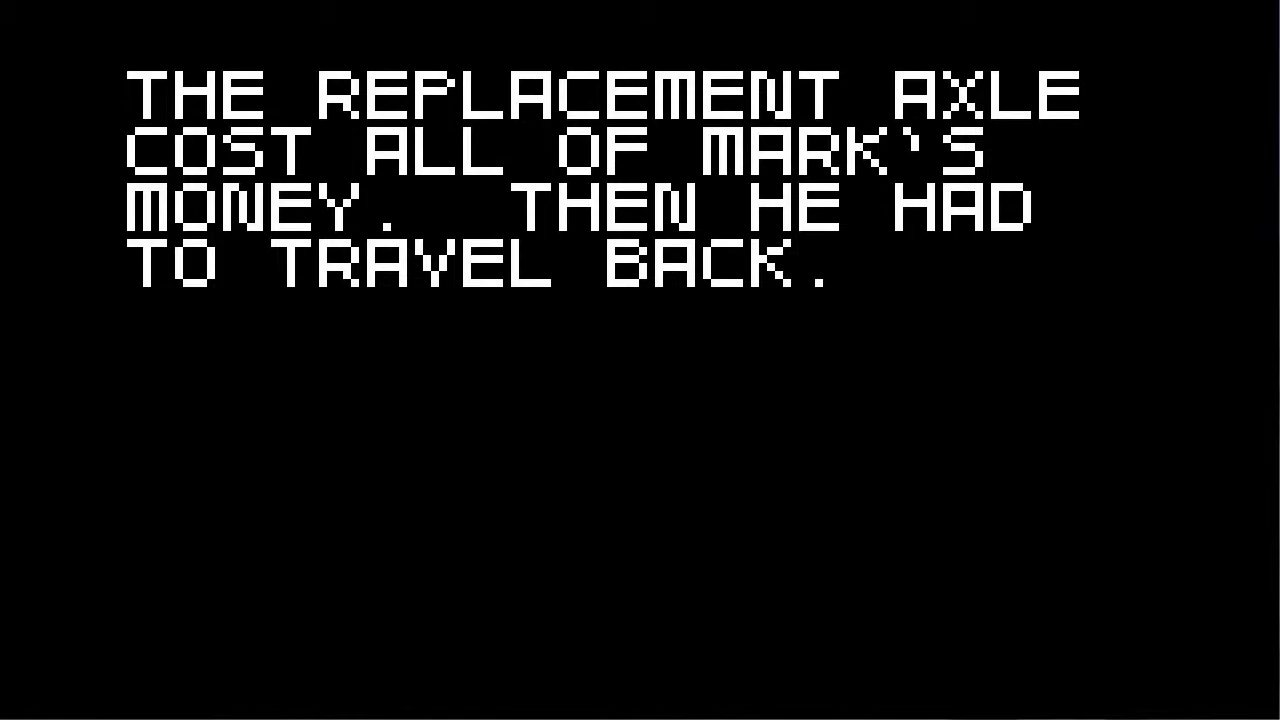 THE REPLACEMENT AXLE
COST ALL OF MARK'S
MONEY.  THEN HE HAD
TO TRAVEL BACK.